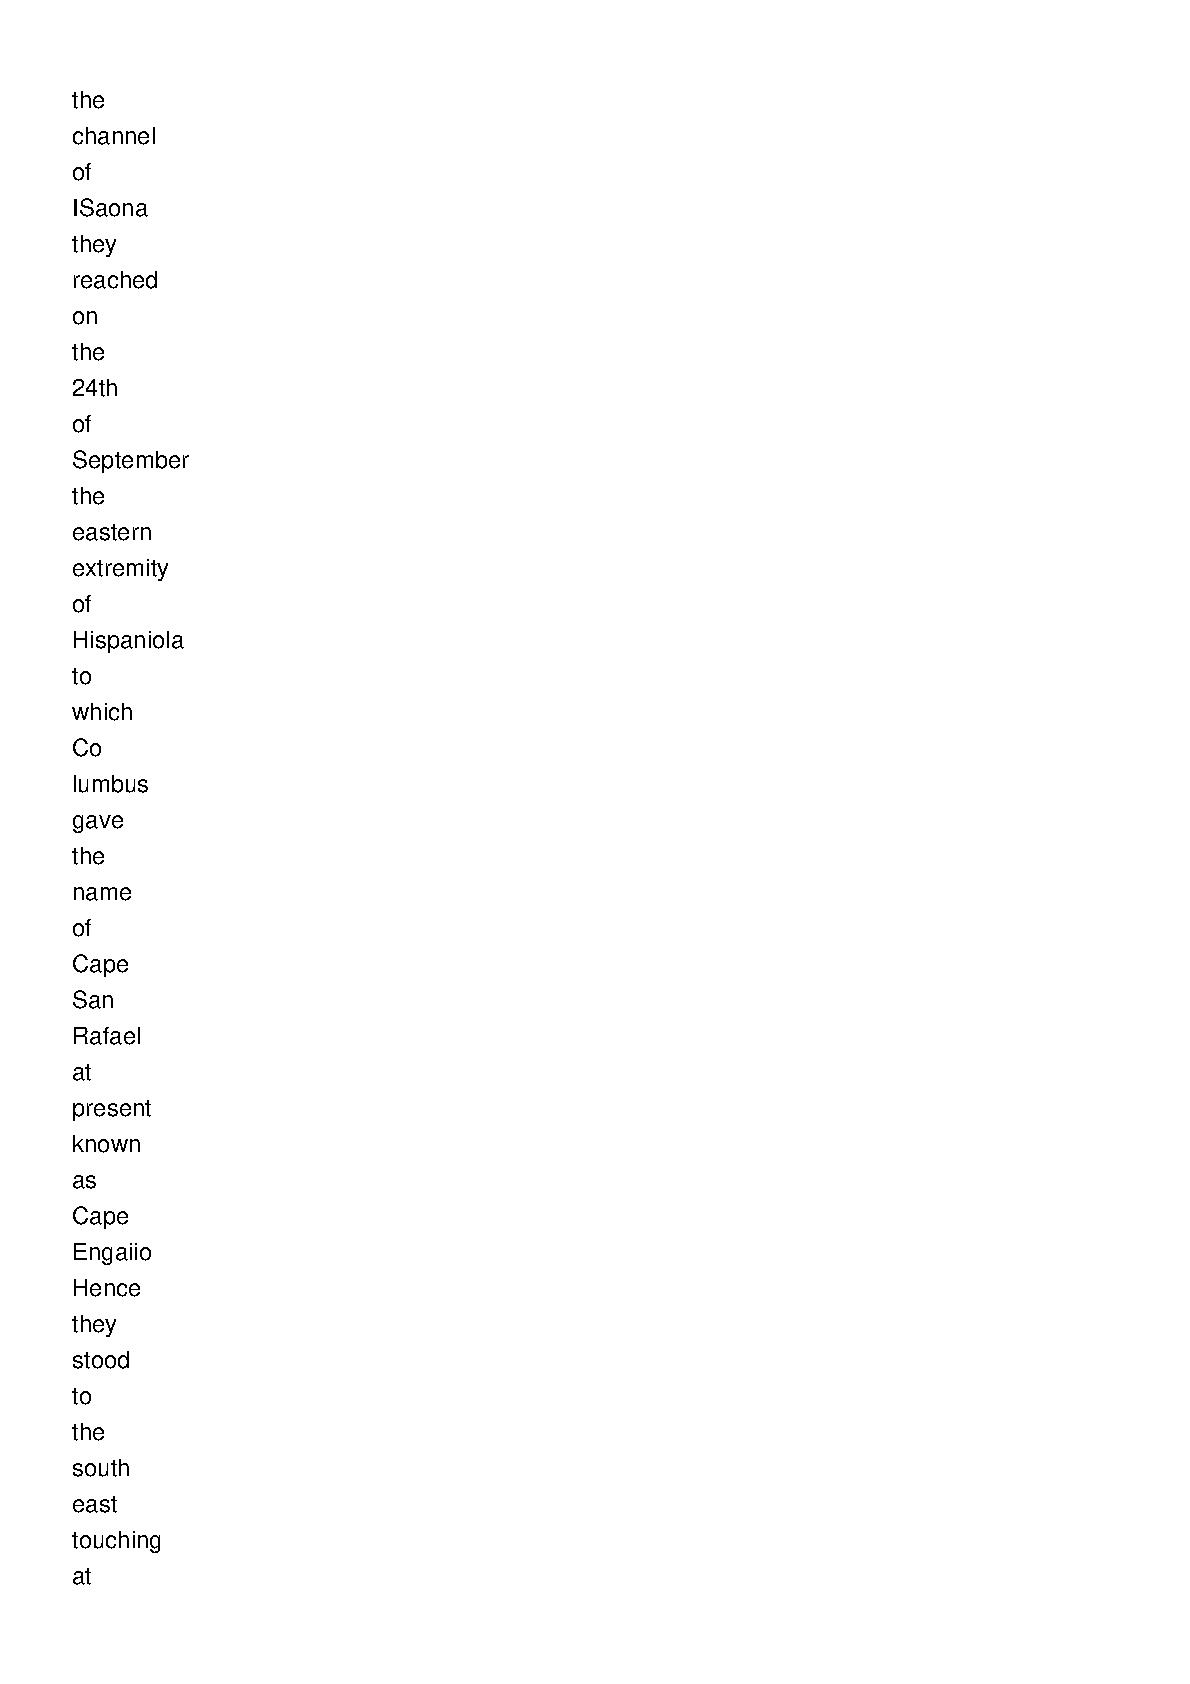 the
channel
of
ISaona
they
reached
on
the
24th
of
September
the
eastern
extremity
of
Hispaniola
to
which
Co
lumbus
gave
the
name
of
Cape
San
Rafael
at
present
known
as
Cape
Engaiio
Hence
they
stood
to
the
south
east
touching
at